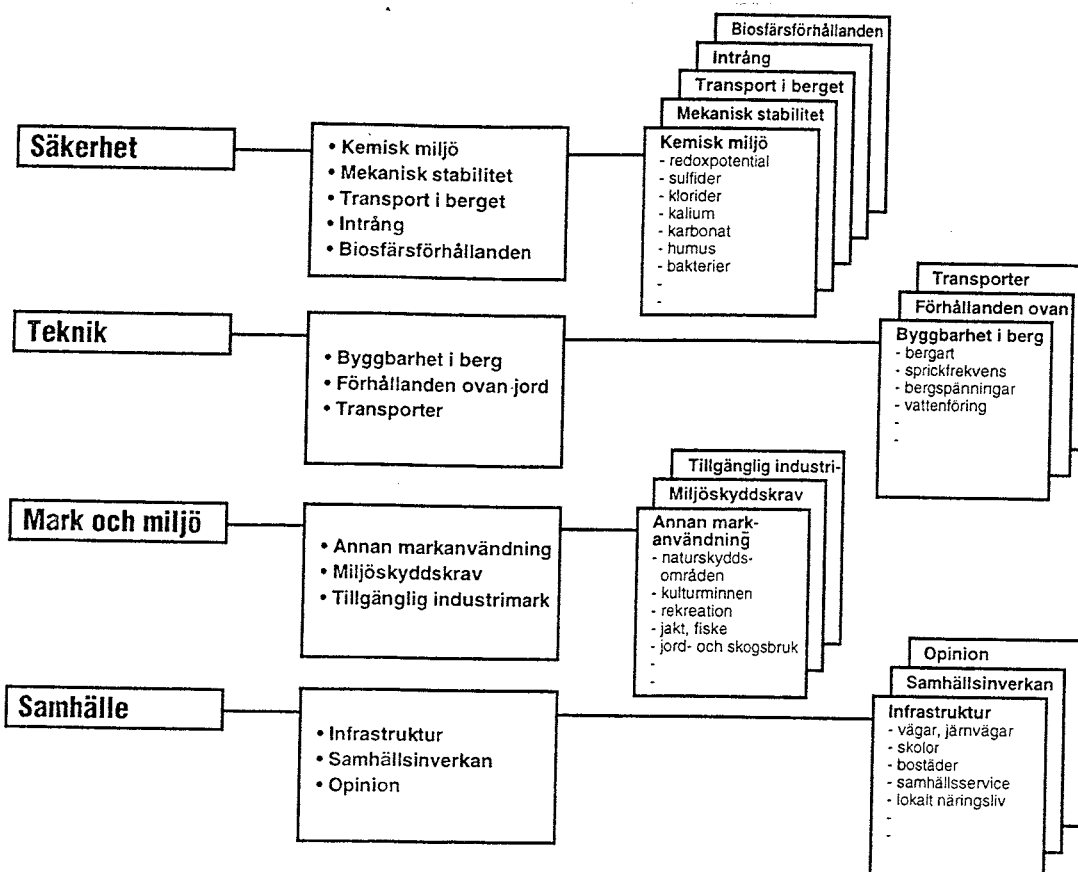 Säkerhet
• Kemisk miljö
• Mekanisk stabilitet
• Transport i berget
• Intrång
• Biosfärsförhållanden
Biosfärsförhållanden
Intrång
Transport i berget
Mekanisk stabilitet
Kemisk miljö
- redoxpotential
- sulfider
- klorider
- kalium
- karbonat
- humus
- bakterier
-
-
Teknik
• Byggbarhet i berg
• Förhållanden ovan jord
• Transporter
Transporter
Förhållanden ovan
Byggbarhet i berg
- bergart
- sprickfrekvens
- bergspänningar
- vattenföring
-
-
Mark och miljö
• Annan markanvändning
• Miljöskyddskrav
• Tillgänglig industrimark
Tillgänglig industri-
Miljöskyddskrav
Annan mark-
användning
- naturskydds-
områden
- kulturminnen
- rekreation
- jakt, fiske
- jord- och skogsbruk
-
-
Samhälle
• Infrastruktur
• Samhällsinverkan
• Opinion
Opinion
Samhällsinverkan
Infrastruktur
- vägar, järnvägar
- skolor
- bostäder
- samhällsservice
- lokalt näringsliv
-
-